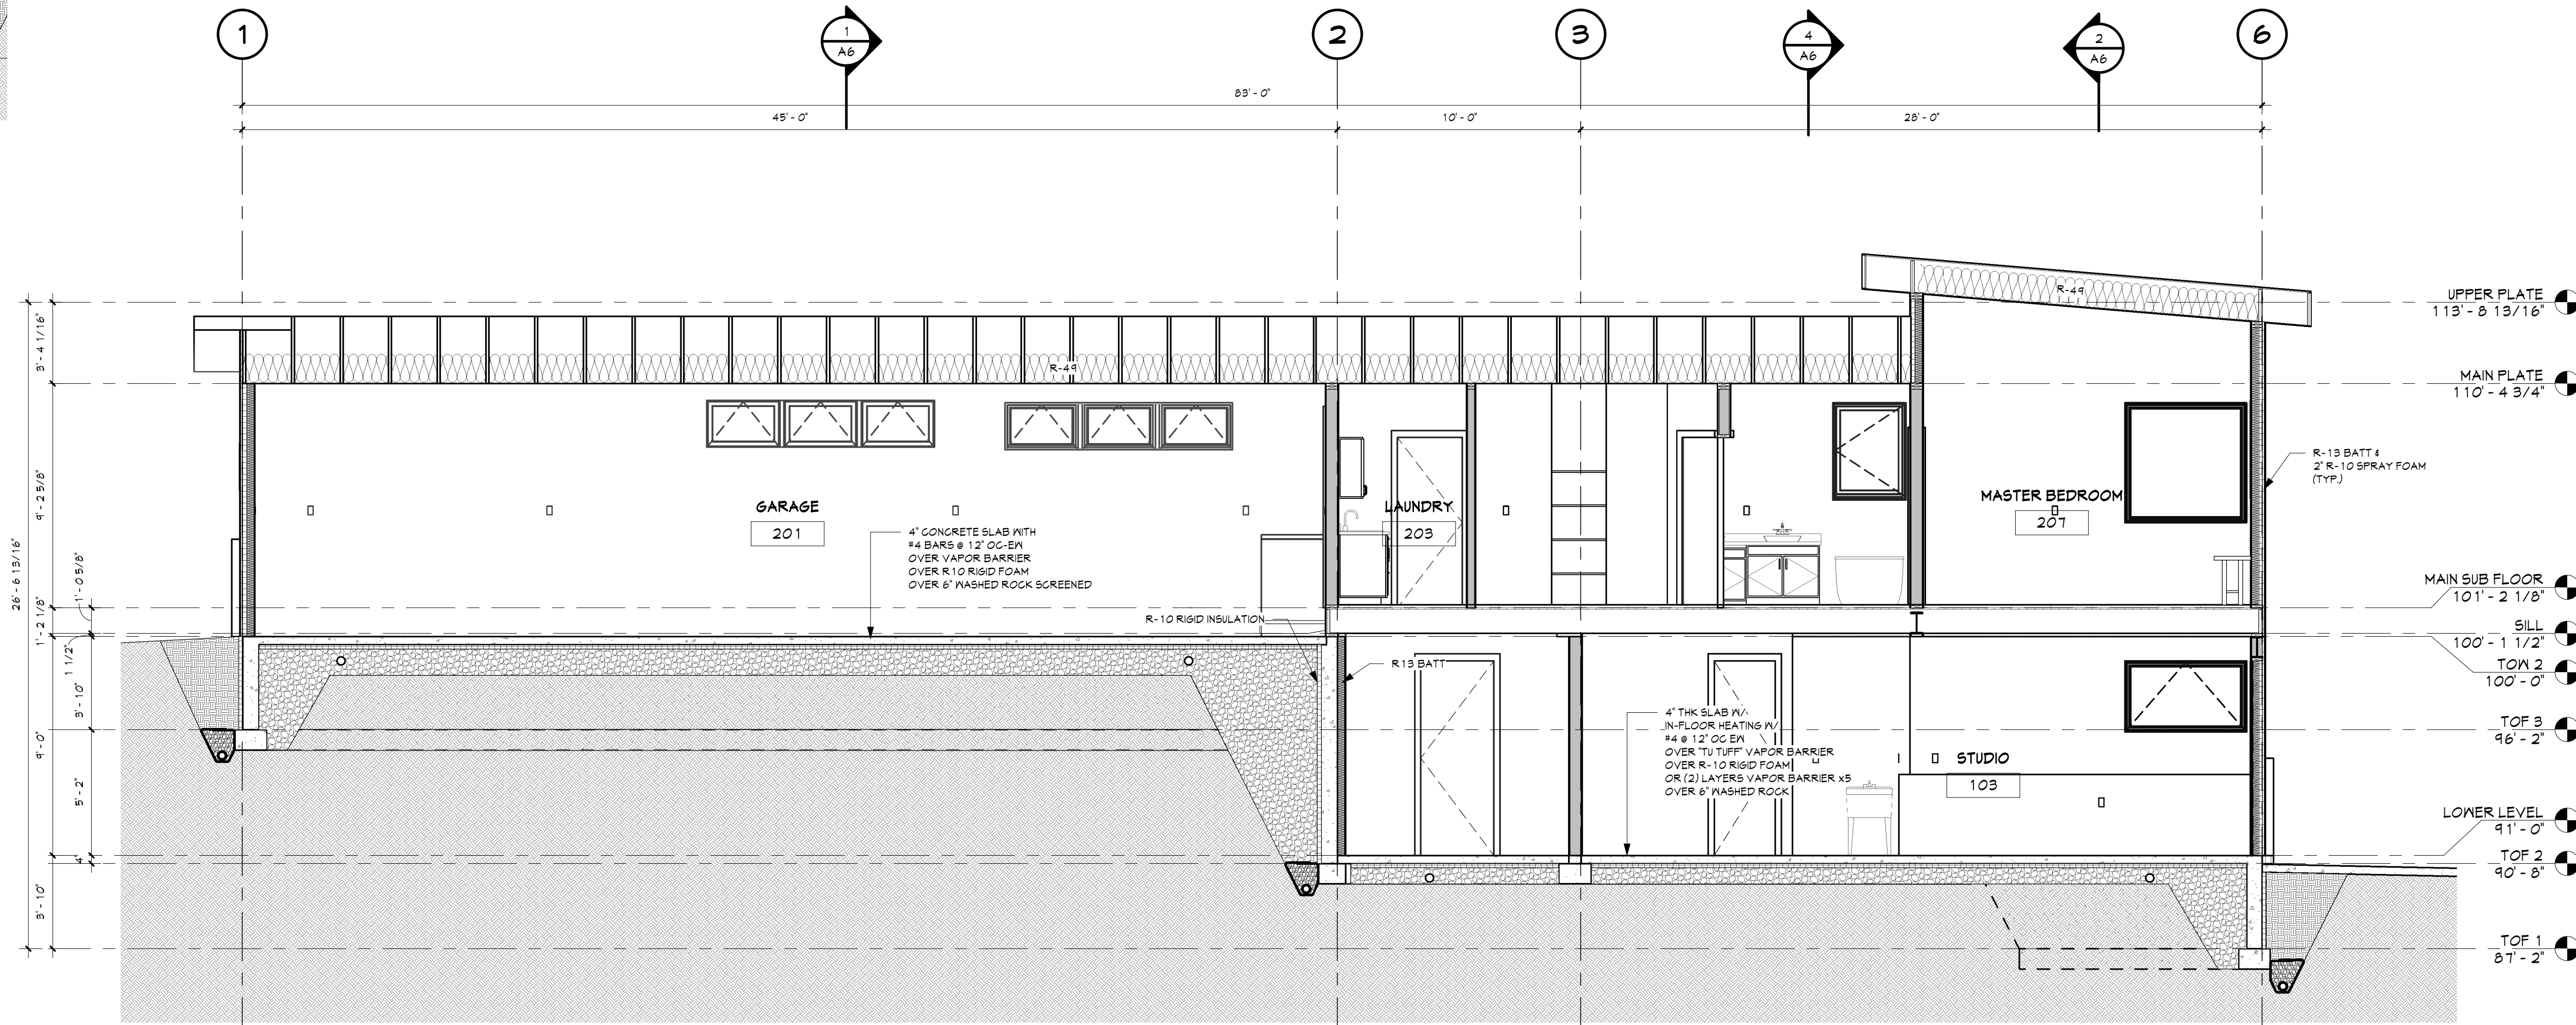 1
1
A6
2
3
4
A6
2
A6
6
83' - 0"
45' - 0"
10' - 0"
28' - 0"
R-49
R-49
UPPER PLATE
113' - 8 13/16"
MAIN PLATE
110' - 4 3/4"
R-13 BATT &
2" R-10 SPRAY FOAM
(TYP.)
GARAGE
201
LAUNDRY
203
MASTER BEDROOM
207
4" CONCRETE SLAB WITH
#4 BARS @ 12" OC-EW
OVER VAPOR BARRIER
OVER R10 RIGID FOAM
OVER 6" WASHED ROCK SCREENED
R-10 RIGID INSULATION
R13 BATT
MAIN SUB FLOOR
101' - 2 1/8"
SILL
100' - 1 1/2"
TOW 2
100' - 0"
TOF 3
96' - 2"
4" THK SLAB W/
IN-FLOOR HEATING W/
#4 @ 12" OC EW
OVER "TU TUFF" VAPOR BARRIER
OVER R-10 RIGID FOAM
OR (2) LAYERS VAPOR BARRIER x5
OVER 6" WASHED ROCK
STUDIO
103
LOWER LEVEL
91' - 0"
TOF 2
90' - 8"
TOF 1
87' - 2"
26' - 6 13/16"
3' - 4 1/16"
9' - 2 5/8"
1' - 2 1/8"
9' - 0"
3' - 10"
1' - 0 5/8"
1 1/2"
3' - 10"
5' - 2"
4"